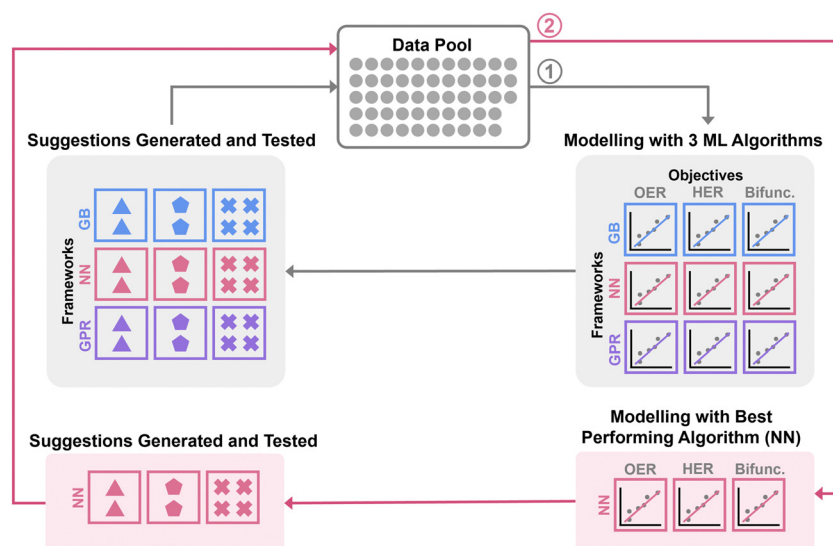 ②
Data Pool
①
Suggestions Generated and Tested
Modelling with 3 ML Algorithms
Objectives
OER HER Bifunc.
Frameworks
GB
NN
GPR
Frameworks
GB
NN
GPR
Suggestions Generated and Tested
Modelling with Best
Performing Algorithm (NN)
OER HER Bifunc.
NN
NN